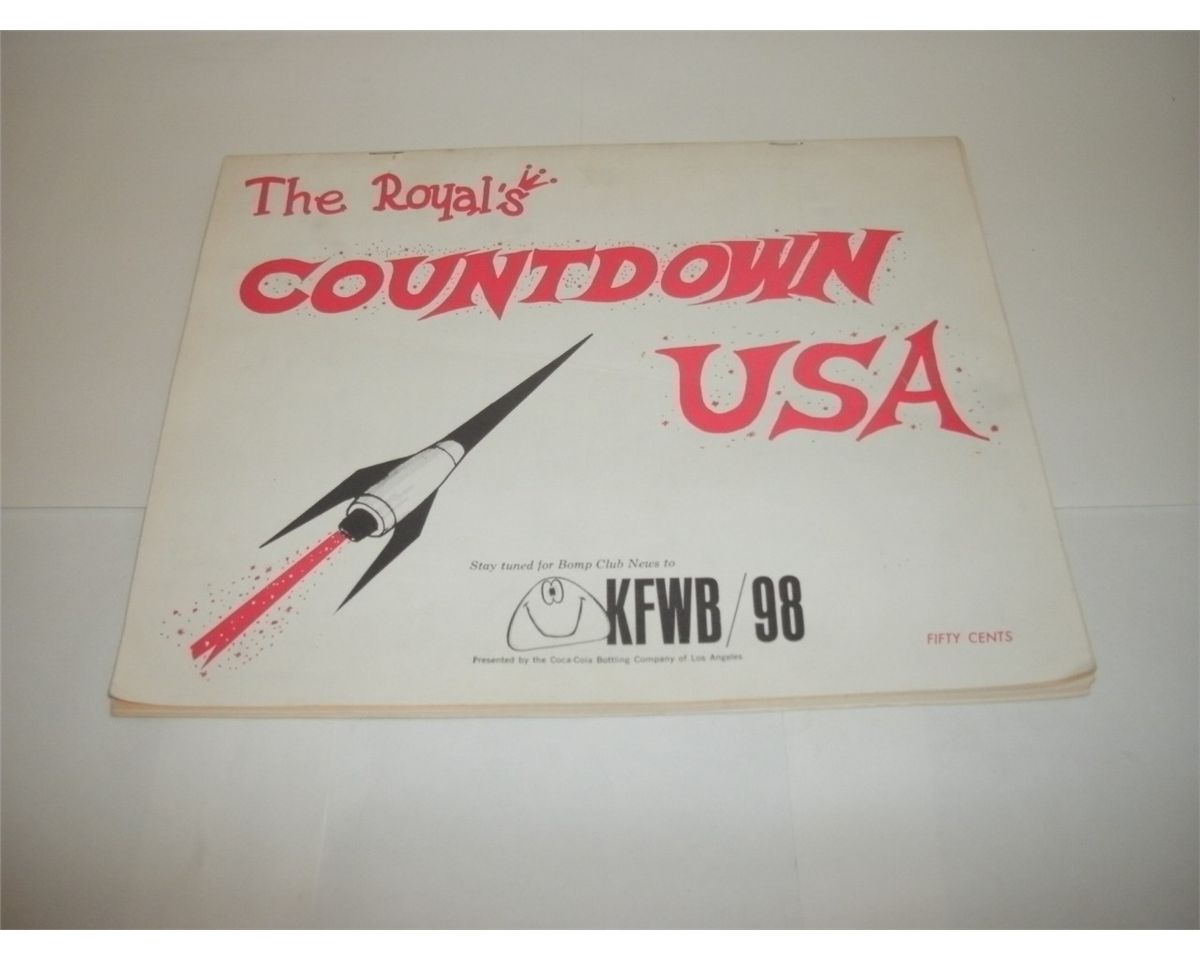 The Royal's
COUNTDOWN
USA
Stay tuned for Bomp Club News to
KFWB/98
Presented by the Coca-Cola Bottling Company of Los Angeles
FIFTY CENTS